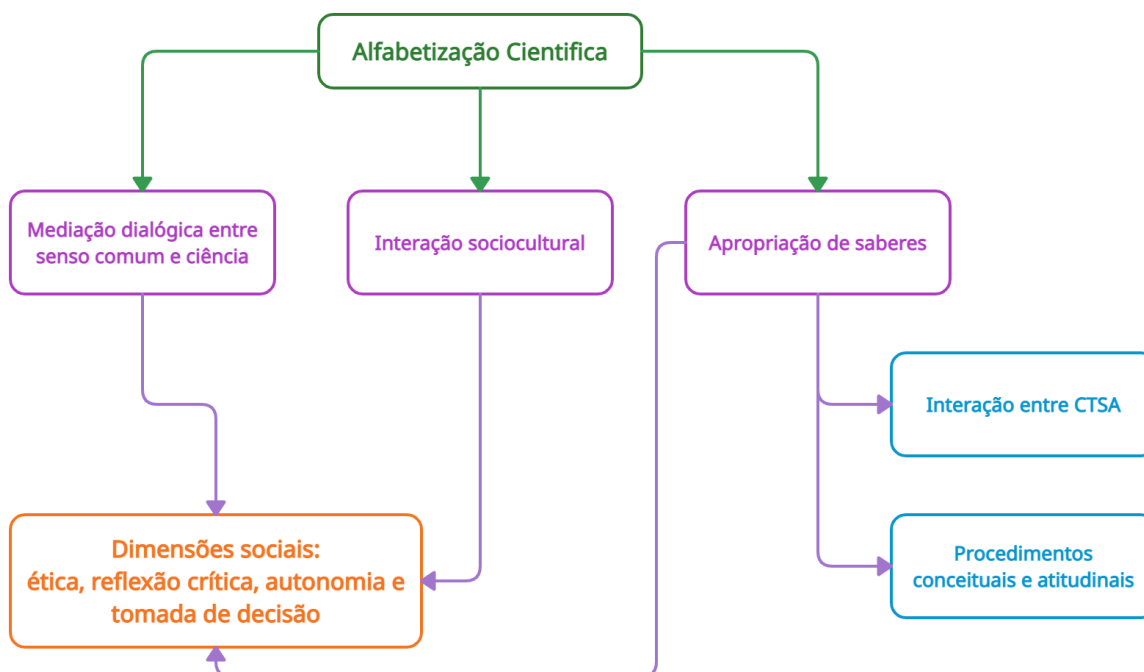 Alfabetização Cientifica
Mediação dialógica entre
senso comum e ciência
Interação sociocultural
Apropriação de saberes
Interação entre CTSA
Dimensões sociais:
ética, reflexão crítica, autonomia e
tomada de decisão
Procedimentos
conceituais e atitudinais